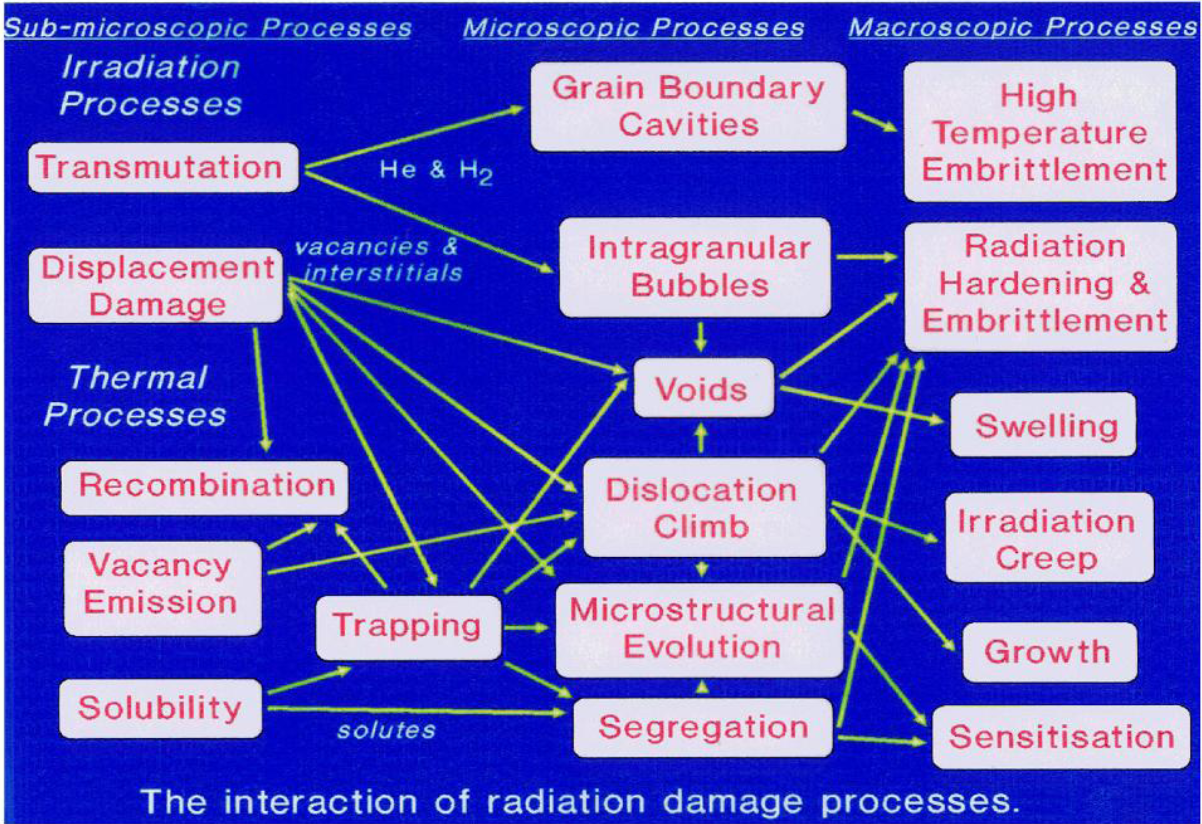 Sub-microscopic Processes
Microscopic Processes
Macroscopic Processes
Irradiation
Processes
Transmutation
He & H₂
Grain Boundary
Cavities
High
Temperature
Embrittlement
Displacement
Damage
vacancies &
interstitials
Intragranular
Bubbles
Radiation
Hardening &
Embrittlement
Thermal
Processes
Voids
Swelling
Recombination
Dislocation
Climb
Irradiation
Creep
Vacancy
Emission
Trapping
Microstructural
Evolution
Growth
Solubility
solutes
Segregation
Sensitisation
The interaction of radiation damage processes.